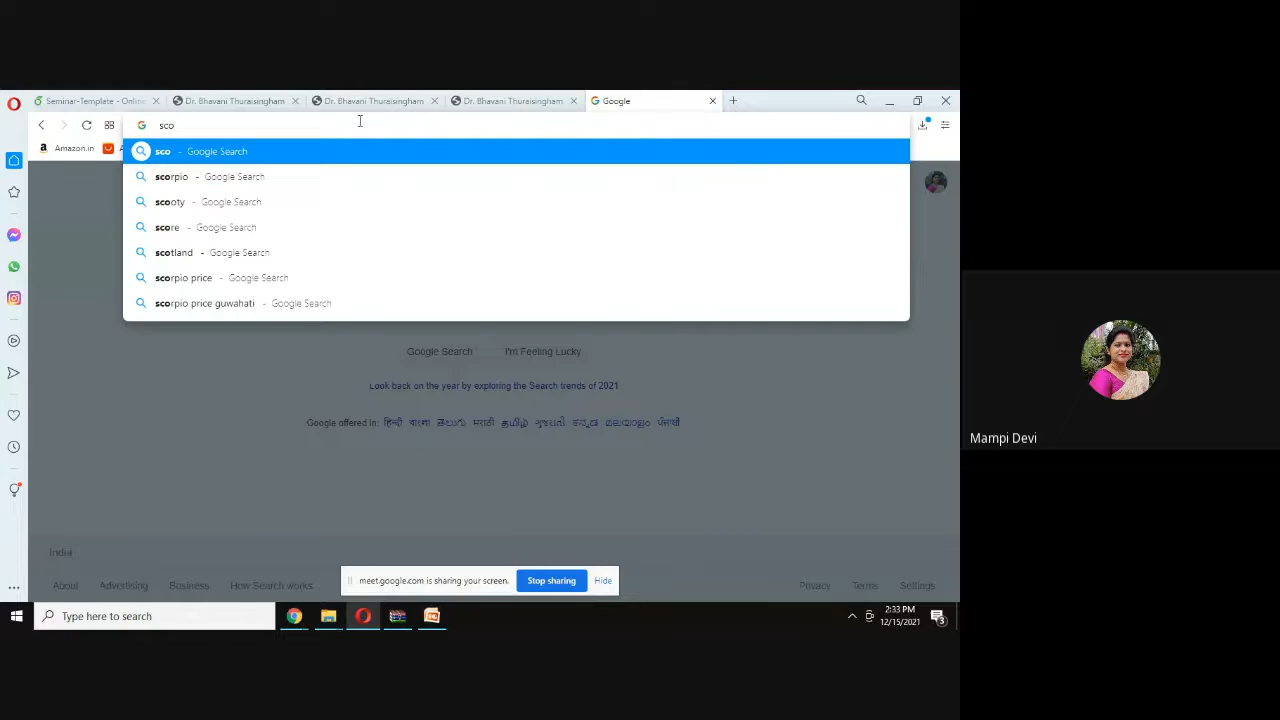 Seminar-Template - Online
Dr. Bhavani Thuraisingham
Dr. Bhavani Thuraisingham
Dr. Bhavani Thuraisingham
Google
sco
Amazon.in
sco - Google Search
scorpio - Google Search
scooty - Google Search
score - Google Search
scotland - Google Search
scorpio price - Google Search
scorpio price guwahati - Google Search
Google Search I'm Feeling Lucky
Look back on the year by exploring the Search trends of 2021
Google offered in: हिन्दी বাংলা తెలుగు मराठी தமிழ் ગુજરાતી ಕನ್ನಡ മലയാളം ਪੰਜਾਬੀ
Mampi Devi
India
About Advertising Business How Search works
Privacy Terms Settings
meet.google.com is sharing your screen. Stop sharing Hide
Type here to search
2:33 PM
12/15/2021
3